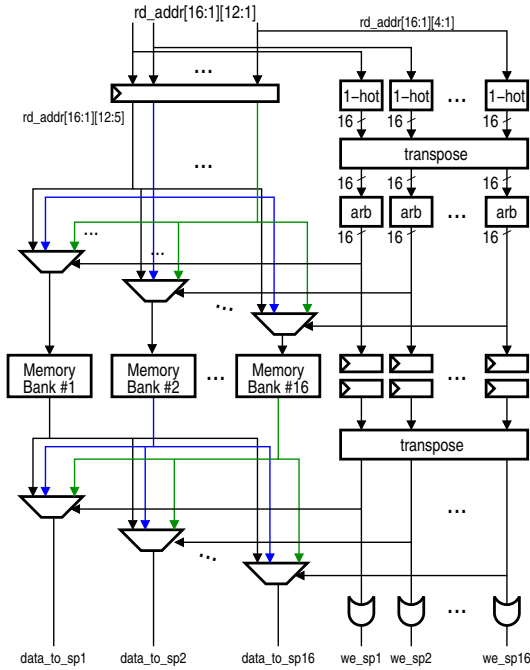 rd_addr[16:1][12:1]
rd_addr[16:1][4:1]
...
1-hot 1-hot ... 1-hot
rd_addr[16:1][12:5]
16 16 16
transpose
...
16 16 16
arb arb ... arb
16 16 16
...
...
...
Memory Bank #1
Memory Bank #2
...
Memory Bank #16
...
transpose
...
...
...
data_to_sp1 data_to_sp2 data_to_sp16 we_sp1 we_sp2 we_sp16